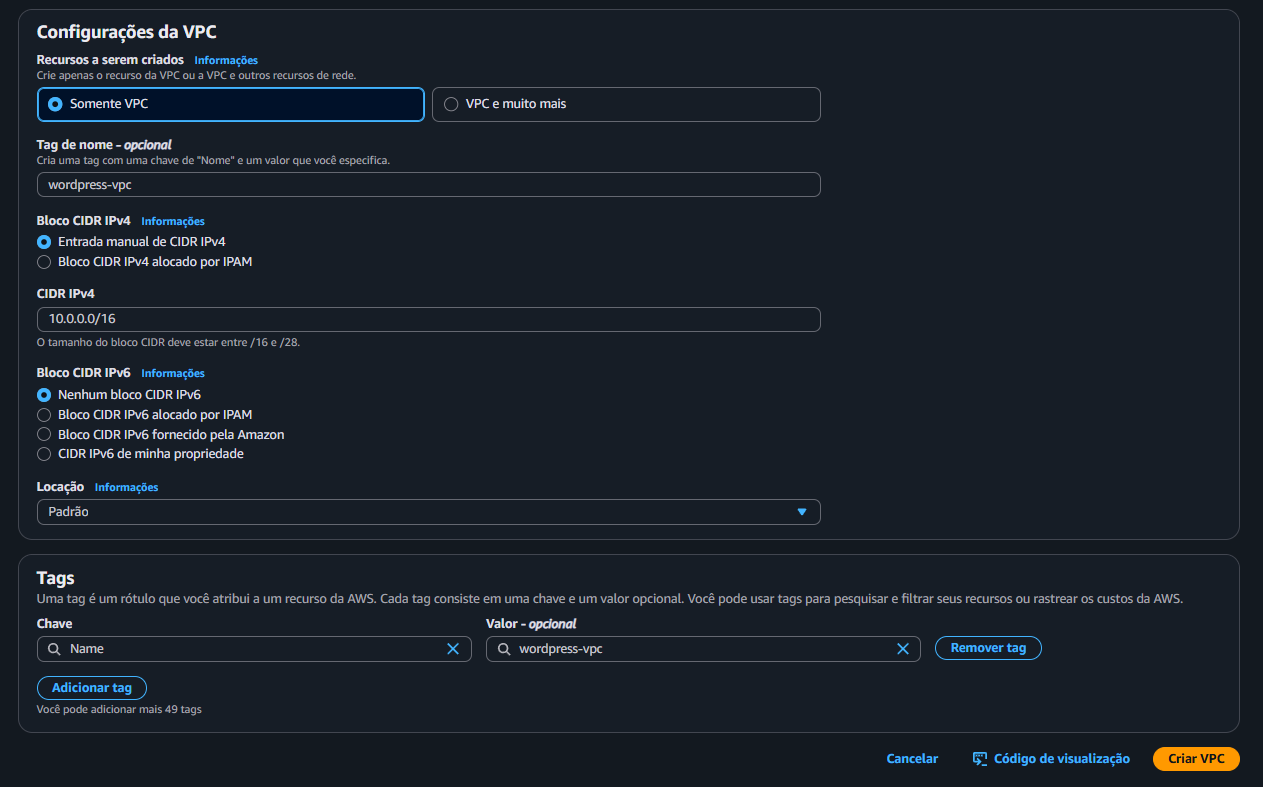 Configurações da VPC
Recursos a serem criados Informações
Crie apenas o recurso da VPC ou a VPC e outros recursos de rede.
Somente VPC VPC e muito mais
Tag de nome - opcional
Cria uma tag com uma chave de "Nome" e um valor que você especifica.
wordpress-vpc
Bloco CIDR IPv4 Informações
Entrada manual de CIDR IPv4
Bloco CIDR IPv4 alocado por IPAM
CIDR IPv4
10.0.0.0/16
O tamanho do bloco CIDR deve estar entre /16 e /28.
Bloco CIDR IPv6 Informações
Nenhum bloco CIDR IPv6
Bloco CIDR IPv6 alocado por IPAM
Bloco CIDR IPv6 fornecido pela Amazon
CIDR IPv6 de minha propriedade
Locação Informações
Padrão
Tags
Uma tag é um rótulo que você atribui a um recurso da AWS. Cada tag consiste em uma chave e um valor opcional. Você pode usar tags para pesquisar e filtrar seus recursos ou rastrear os custos da AWS.
Chave Valor - opcional
Name wordpress-vpc Remover tag
Adicionar tag
Você pode adicionar mais 49 tags
Cancelar Código de visualização Criar VPC